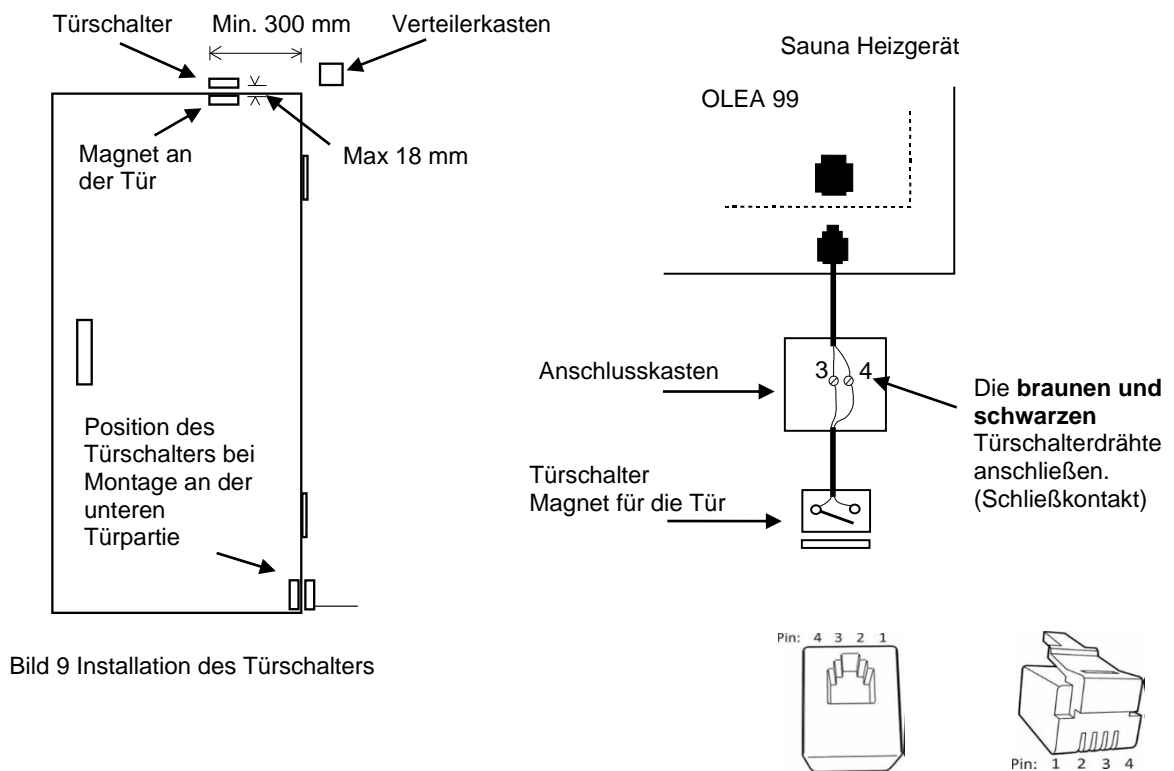 Türschalter
Min. 300 mm
Verteilerkasten
Magnet an
der Tür
Max 18 mm
Position des
Türschalters bei
Montage an der
unteren
Türpartie
Bild 9 Installation des Türschalters
Sauna Heizgerät
OLEA 99
Anschlusskasten
3 4
Die braunen und
schwarzen
Türschalterdrähte
anschließen.
(Schließkontakt)
Türschalter
Magnet für die Tür
Pin: 4 3 2 1
Pin: 1 2 3 4